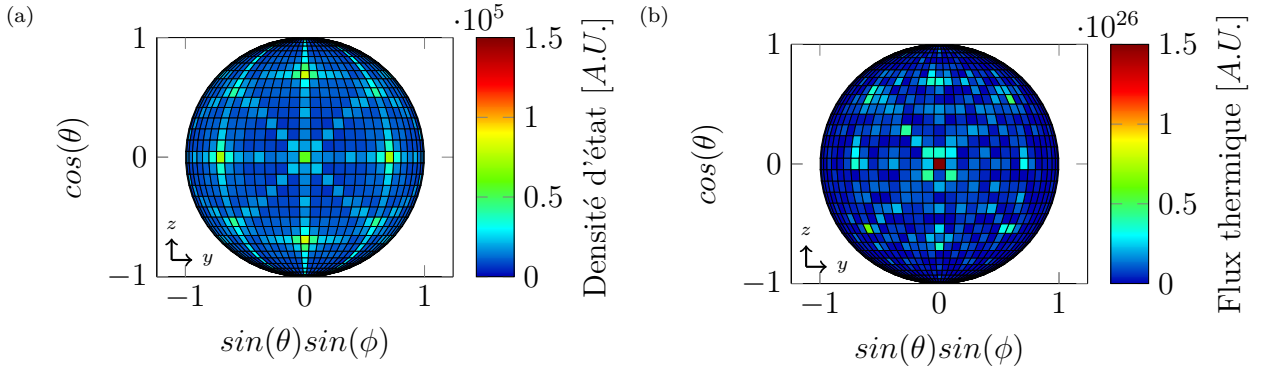 (a)
·10^5
1
0
−1
cos(θ)
z
y
−1
0
1
sin(θ)sin(ϕ)
1.5
1
0.5
0
Densité d'état [A.U.]
(b)
·10^26
1
0
−1
cos(θ)
z
y
−1
0
1
sin(θ)sin(ϕ)
1.5
1
0.5
0
Flux thermique [A.U.]